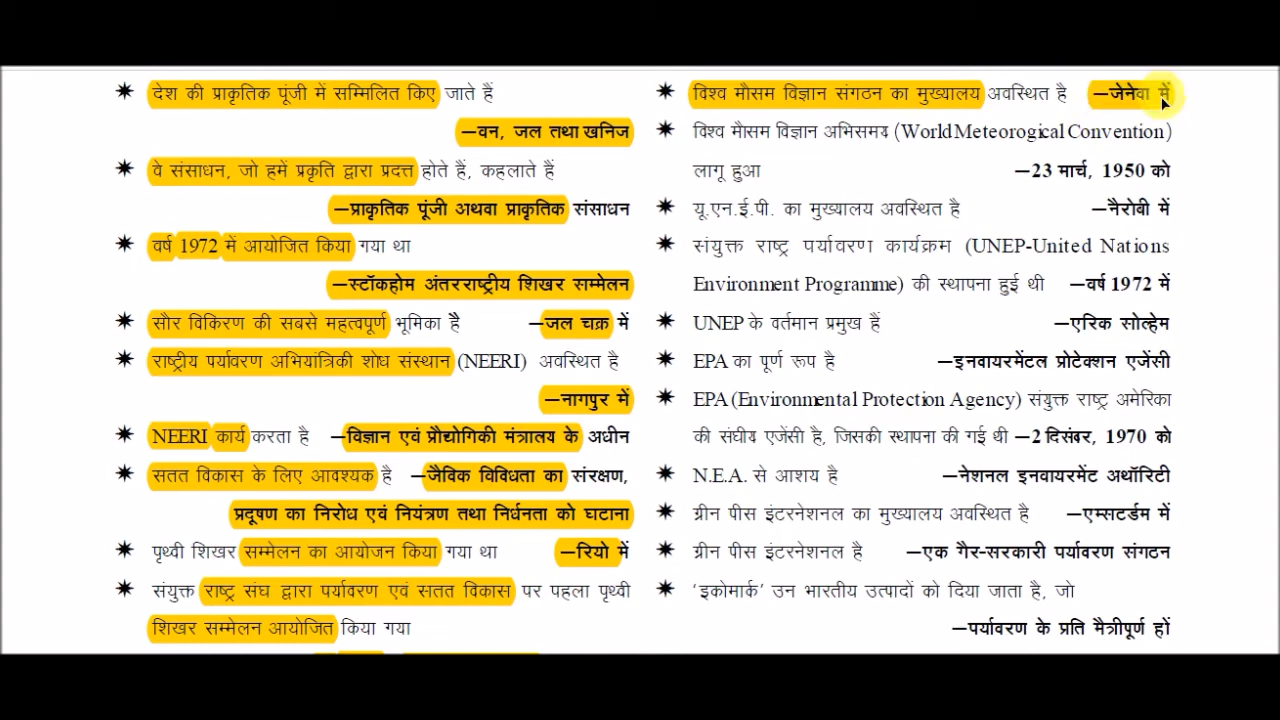 ✷ देश की प्राकृतिक पूंजी में सम्मिलित किए जाते हैं
–वन, जल तथा खनिज
✷ वे संसाधन, जो हमें प्रकृति द्वारा प्रदत्त होते हैं, कहलाते हैं
–प्राकृतिक पूंजी अथवा प्राकृतिक संसाधन
✷ वर्ष 1972 में आयोजित किया गया था
–स्टॉकहोम अंतरराष्ट्रीय शिखर सम्मेलन
✷ सौर विकिरण की सबसे महत्वपूर्ण भूमिका है –जल चक्र में
✷ राष्ट्रीय पर्यावरण अभियांत्रिकी शोध संस्थान (NEERI) अवस्थित है
–नागपुर में
✷ NEERI कार्य करता है –विज्ञान एवं प्रौद्योगिकी मंत्रालय के अधीन
✷ सतत विकास के लिए आवश्यक है –जैविक विविधता का संरक्षण,
प्रदूषण का निरोध एवं नियंत्रण तथा निर्धनता को घटाना
✷ पृथ्वी शिखर सम्मेलन का आयोजन किया गया था –रियो में
✷ संयुक्त राष्ट्र संघ द्वारा पर्यावरण एवं सतत विकास पर पहला पृथ्वी
शिखर सम्मेलन आयोजित किया गया
✷ विश्व मौसम विज्ञान संगठन का मुख्यालय अवस्थित है –जेनेवा में
✷ विश्व मौसम विज्ञान अभिसमय (World Meteorogical Convention)
लागू हुआ –23 मार्च, 1950 को
✷ यू.एन.ई.पी. का मुख्यालय अवस्थित है –नैरोबी में
✷ संयुक्त राष्ट्र पर्यावरण कार्यक्रम (UNEP-United Nations
Environment Programme) की स्थापना हुई थी –वर्ष 1972 में
✷ UNEP के वर्तमान प्रमुख हैं –एरिक सोल्हेम
✷ EPA का पूर्ण रूप है –इनवायरमेंटल प्रोटेक्शन एजेंसी
✷ EPA (Environmental Protection Agency) संयुक्त राष्ट्र अमेरिका
की संघीय एजेंसी है, जिसकी स्थापना की गई थी –2 दिसंबर, 1970 को
✷ N.E.A. से आशय है –नेशनल इनवायरमेंट अथॉरिटी
✷ ग्रीन पीस इंटरनेशनल का मुख्यालय अवस्थित है –एम्सटर्डम में
✷ ग्रीन पीस इंटरनेशनल है –एक गैर-सरकारी पर्यावरण संगठन
✷ 'इकोमार्क' उन भारतीय उत्पादों को दिया जाता है, जो
–पर्यावरण के प्रति मैत्रीपूर्ण हों